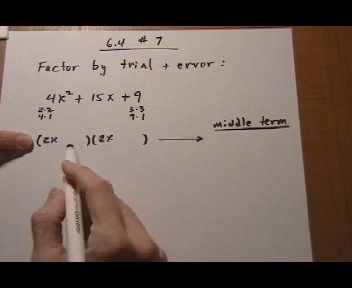 6.4 # 7
Factor by trial + error :
4x² + 15x + 9
2·2 3·3
4·1 9·1
(2x )(2x ) → middle term